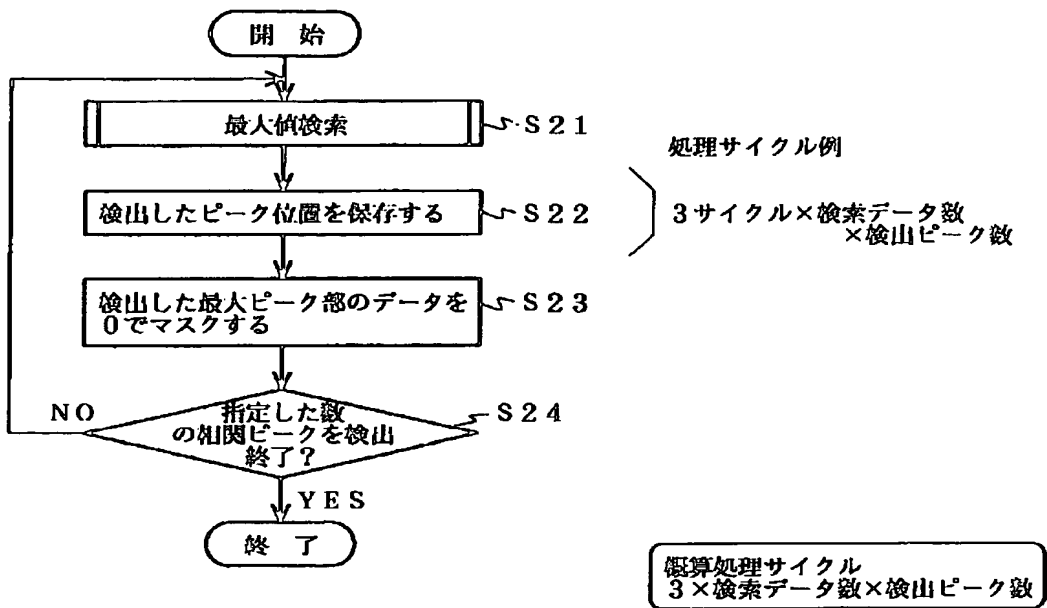 開 始
最大値検索
S21
処理サイクル例
検出したピーク位置を保存する
S22
3サイクル×検索データ数
×検出ピーク数
検出した最大ピーク部のデータを
0でマスクする
S23
NO
指定した数
の相関ピークを検出
終了?
S24
YES
終 了
概算処理サイクル
3×検索データ数×検出ピーク数